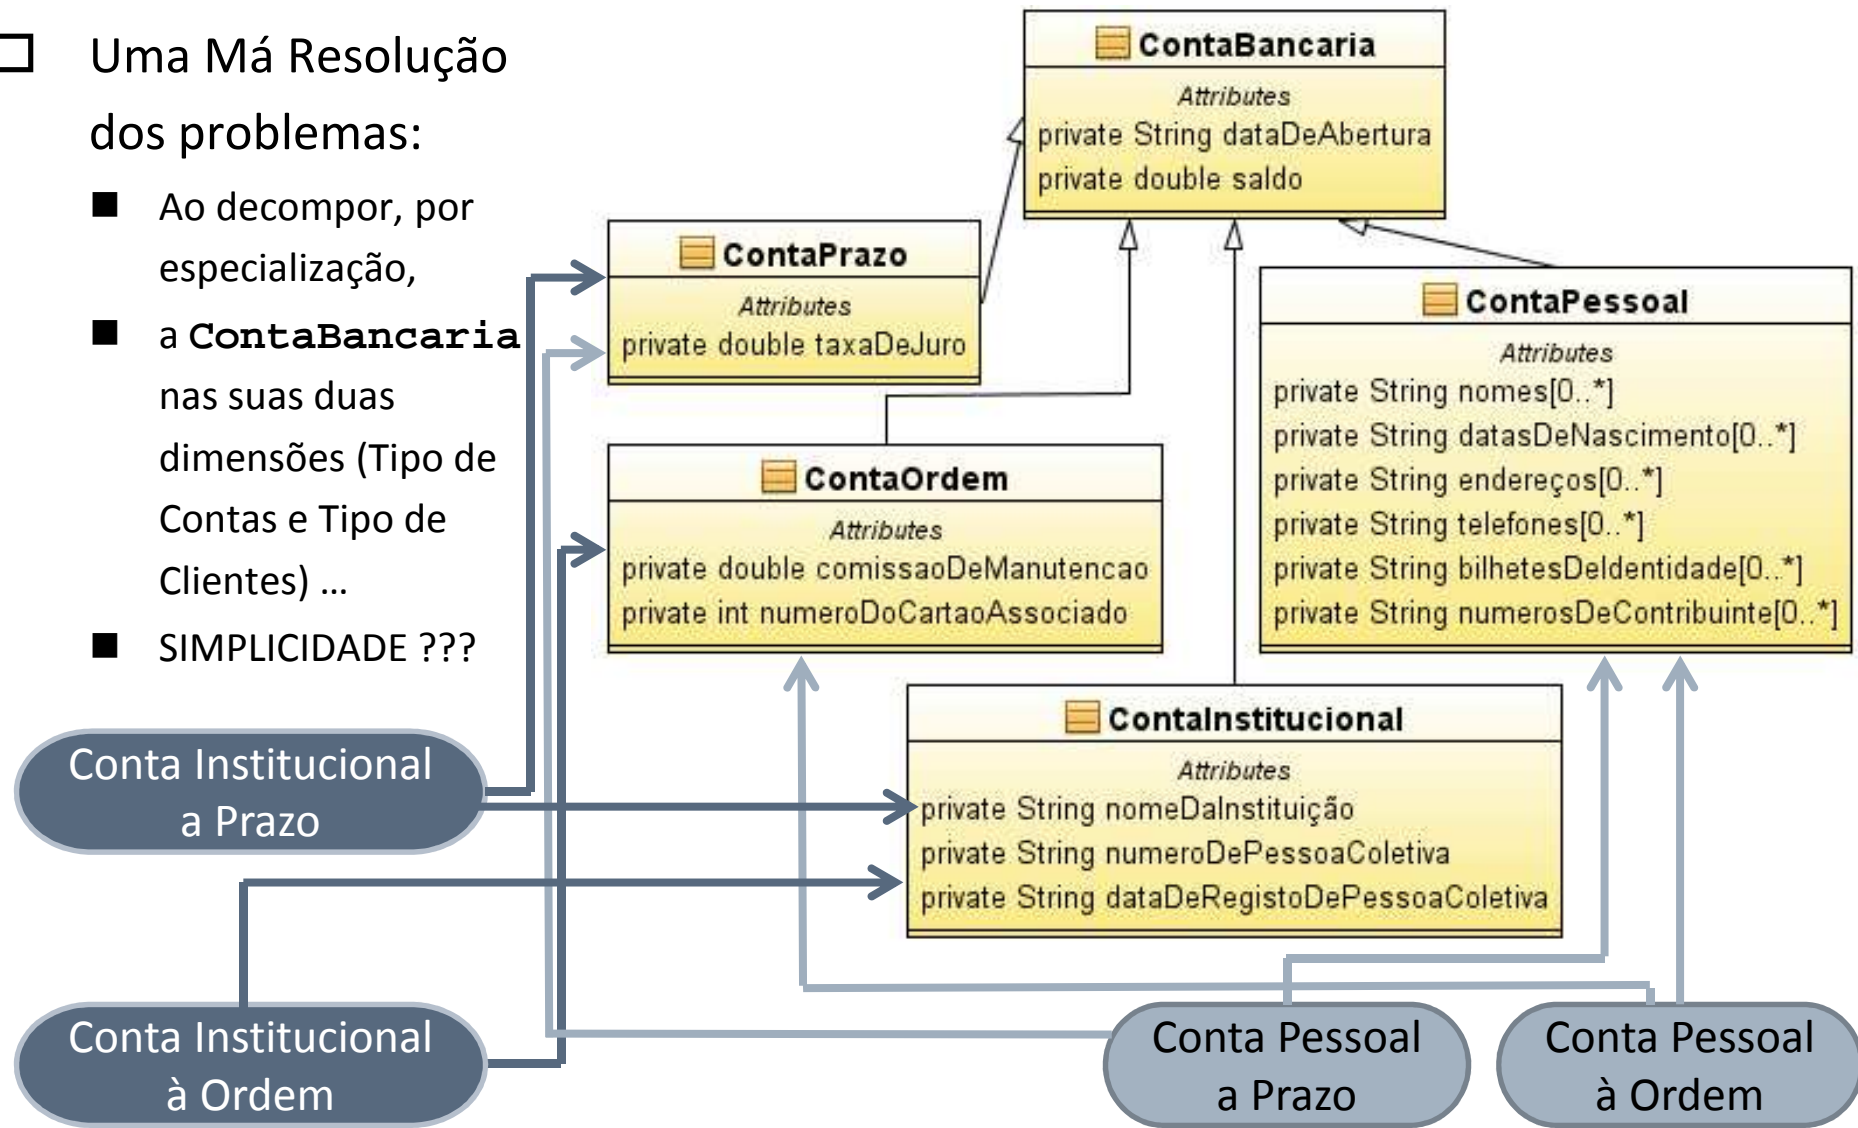 Uma Má Resolução
dos problemas:
Ao decompor, por
especialização,
a ContaBancaria
nas suas duas
dimensões (Tipo de
Contas e Tipo de
Clientes) …
SIMPLICIDADE ???
ContaBancaria
Attributes
private String dataDeAbertura
private double saldo
ContaPrazo
Attributes
private double taxaDeJuro
ContaPessoal
Attributes
private String nomes[0..*]
private String datasDeNascimento[0..*]
private String endereços[0..*]
private String telefones[0..*]
private String bilhetesDeIdentidade[0..*]
private String numerosDeContribuinte[0..*]
ContaOrdem
Attributes
private double comissaoDeManutencao
private int numeroDoCartaoAssociado
ContaInstitucional
Attributes
private String nomeDaInstituição
private String numeroDePessoaColetiva
private String dataDeRegistoDePessoaColetiva
Conta Institucional
a Prazo
Conta Institucional
à Ordem
Conta Pessoal
a Prazo
Conta Pessoal
à Ordem